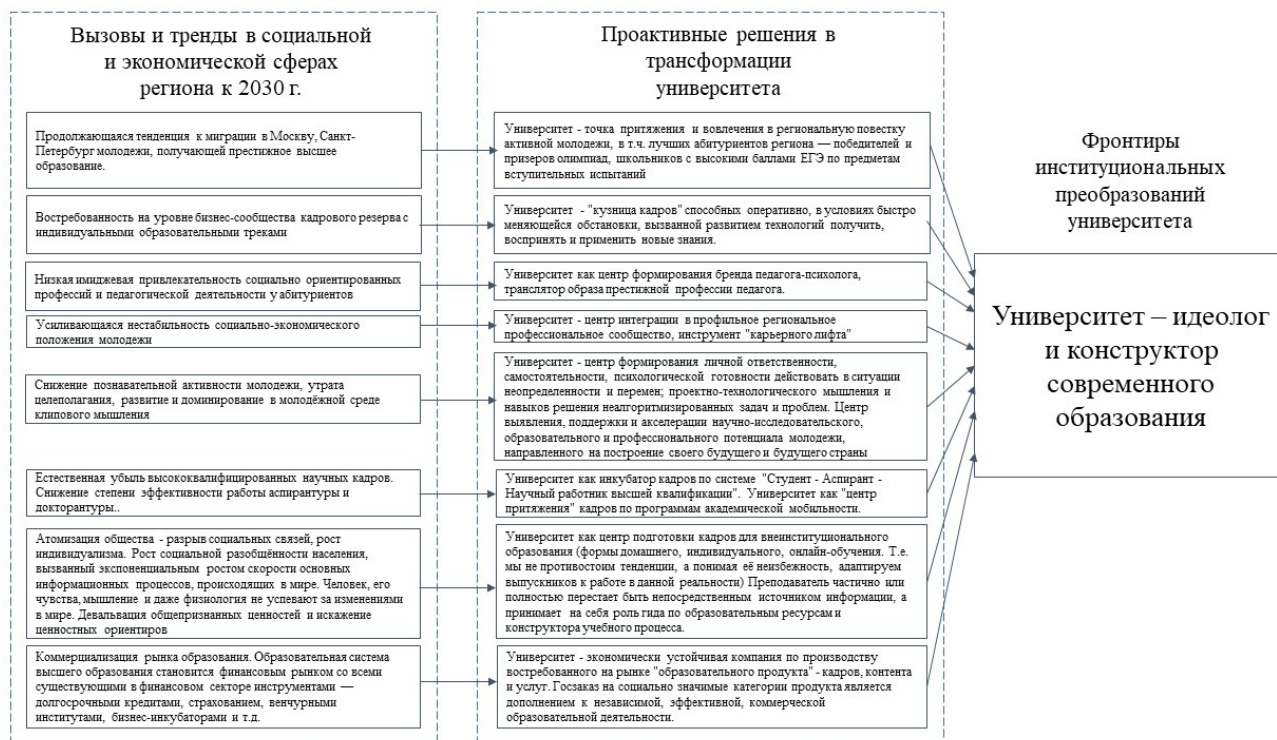 Вызовы и тренды в социальной
и экономической сферах
региона к 2030 г.
Продолжающаяся тенденция к миграции в Москву, Санкт-
Петербург молодежи, получающей престижное высшее
образование.
Востребованность на уровне бизнес-сообщества кадрового резерва с
индивидуальными образовательными треками
Низкая имиджевая привлекательность социально ориентированных
профессий и педагогической деятельности у абитуриентов
Усиливающаяся нестабильность социально-экономического
положения молодежи
Снижение познавательной активности молодежи, утрата
целеполагания, развитие и доминирование в молодёжной среде
клипового мышления
Естественная убыль высококвалифицированных научных кадров.
Снижение степени эффективности работы аспирантуры и
докторантуры..
Атомизация общества - разрыв социальных связей, рост
индивидуализма. Рост социальной разобщённости населения,
вызванный экспоненциальным ростом скорости основных
информационных процессов, происходящих в мире. Человек, его
чувства, мышление и даже физиология не успевают за изменениями
в мире. Девальвация общепризнанных ценностей и искажение
ценностных ориентиров
Коммерциализация рынка образования. Образовательная система
высшего образования становится финансовым рынком со всеми
существующими в финансовом секторе инструментами —
долгосрочными кредитами, страхованием, венчурными
институтами, бизнес-инкубаторами и т.д.
Проактивные решения в
трансформации
университета
Университет - точка притяжения и вовлечения в региональную повестку
активной молодежи, в т.ч. лучших абитуриентов региона — победителей и
призеров олимпиад, школьников с высокими баллами ЕГЭ по предметам
вступительных испытаний
Университет - "кузница кадров" способных оперативно, в условиях быстро
меняющейся обстановки, вызванной развитием технологий получить,
воспринять и применить новые знания.
Университет как центр формирования бренда педагога-психолога,
транслятор образа престижной профессии педагога.
Университет - центр интеграции в профильное региональное
профессиональное сообщество, инструмент "карьерного лифта"
Университет - центр формирования личной ответственности,
самостоятельности, психологической готовности действовать в ситуации
неопределенности и перемен; проектно-технологического мышления и
навыков решения неалгоритмизированных задач и проблем. Центр
выявления, поддержки и акселерации научно-исследовательского,
образовательного и профессионального потенциала молодежи,
направленного на построение своего будущего и будущего страны
Университет как инкубатор кадров по системе "Студент - Аспирант -
Научный работник высшей квалификации". Университет как "центр
притяжения" кадров по программам академической мобильности.
Университет как центр подготовки кадров для внеинституционального
образования (формы домашнего, индивидуального, онлайн-обучения. Т.е.
мы не противостоим тенденции, а понимая её неизбежность, адаптируем
выпускников к работе в данной реальности) Преподаватель частично или
полностью перестает быть непосредственным источником информации, а
принимает на себя роль гида по образовательным ресурсам и
конструктора учебного процесса.
Университет - экономически устойчивая компания по производству
востребованного на рынке "образовательного продукта" - кадров, контента
и услуг. Госзаказ на социально значимые категории продукта является
дополнением к независимой, эффективной, коммерческой
образовательной деятельности.
Фронтиры
институциональных
преобразований
университета
Университет – идеолог
и конструктор
современного
образования